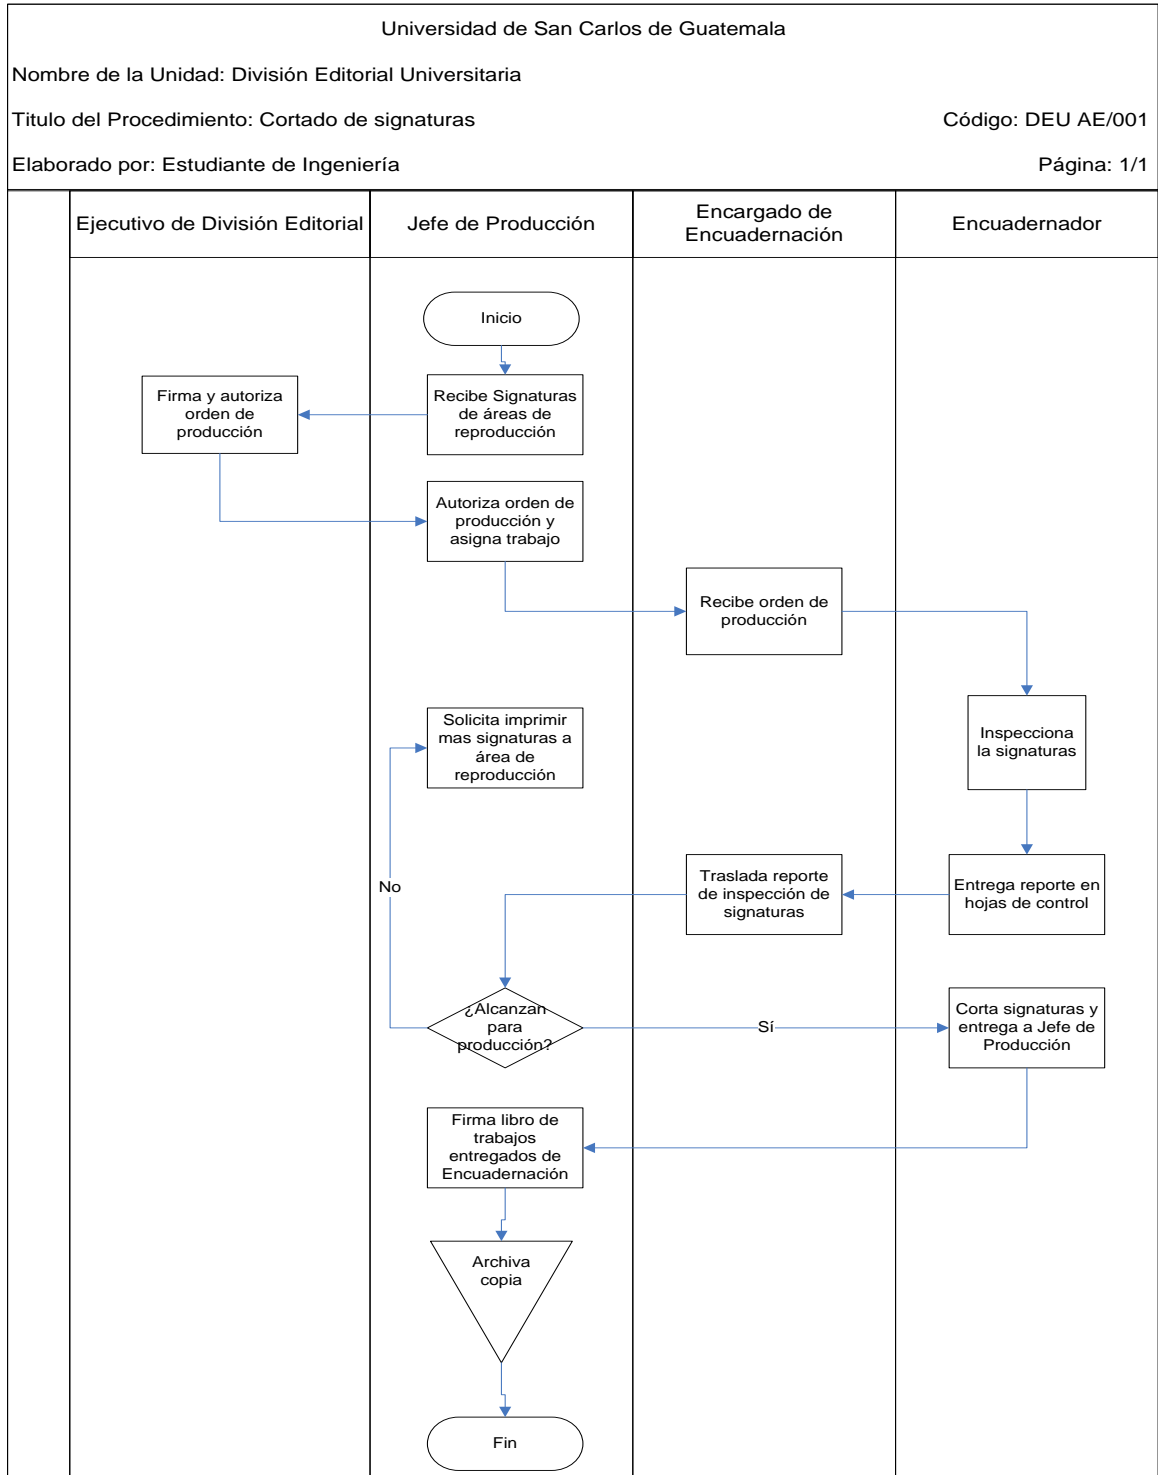 Universidad de San Carlos de Guatemala
Nombre de la Unidad: División Editorial Universitaria
Titulo del Procedimiento: Cortado de signaturas
Código: DEU AE/001
Elaborado por: Estudiante de Ingeniería
Página: 1/1
Ejecutivo de División Editorial
Jefe de Producción
Encargado de
Encuadernación
Encuadernador
Inicio
Recibe Signaturas
de áreas de
reproducción
Firma y autoriza
orden de
producción
Autoriza orden de
producción y
asigna trabajo
Recibe orden de
producción
Inspecciona
la signaturas
Solicita imprimir
mas signaturas a
área de
reproducción
Entrega reporte en
hojas de control
Traslada reporte
de inspección de
signaturas
No
¿Alcanzan
para
producción?
Sí
Corta signaturas y
entrega a Jefe de
Producción
Firma libro de
trabajos
entregados de
Encuadernación
Archiva
copia
Fin